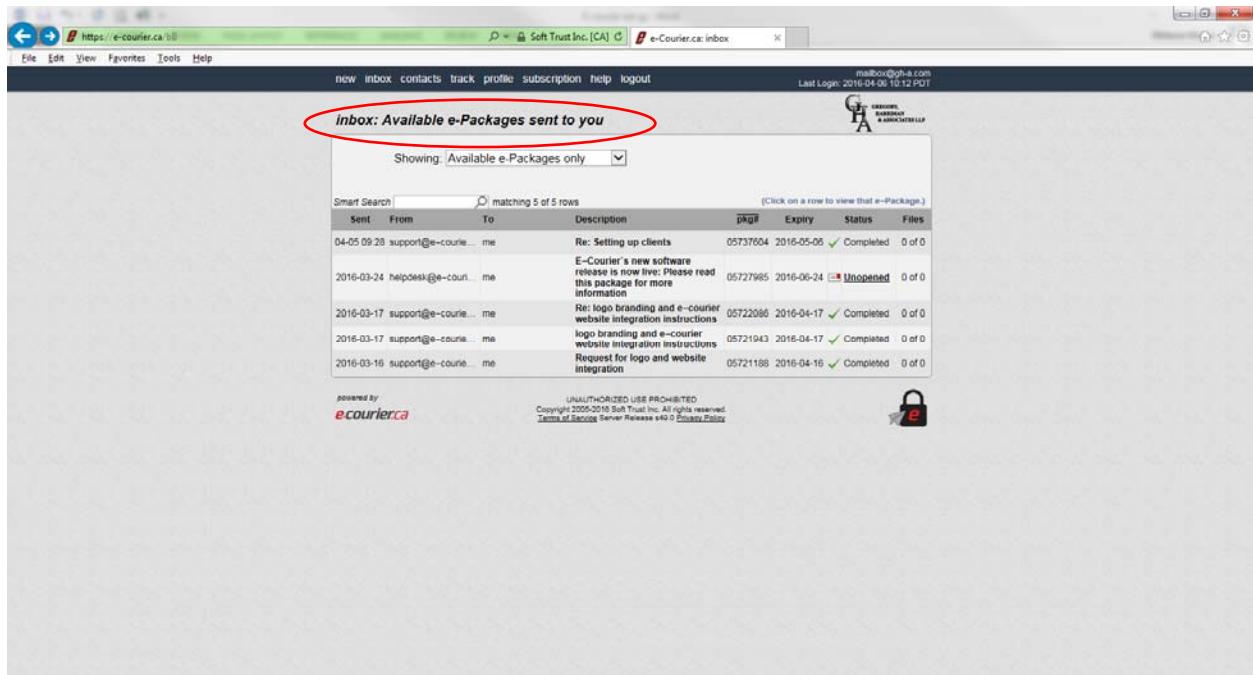 https://e-courier.ca/b
Soft Trust Inc. [CA]
e-Courier.ca: inbox
File Edit View Favorites Tools Help
new inbox contacts track profile subscription help logout
mailbox@gh-a.com
Last Login: 2016-04-06 10:12 PDT
inbox: Available e-Packages sent to you
GHA
& ASSOCIATES LLP
Showing: Available e-Packages only
Smart Search matching 5 of 5 rows (Click on a row to view that e-Package.)
Sent From To Description pkg# Expiry Status Files
04-05 09:28 support@e-courie... me Re: Setting up clients 05737604 2016-05-06 Completed 0 of 0
E-Courier's new software
release is now live: Please read
2016-03-24 helpdesk@e-couri... me this package for more 05727985 2016-06-24 Unopened 0 of 0
information
Re: logo branding and e-courier
2016-03-17 support@e-courie... me website integration instructions 05722086 2016-04-17 Completed 0 of 0
logo branding and e-courier
2016-03-17 support@e-courie... me website integration instructions 05721943 2016-04-17 Completed 0 of 0
Request for logo and website
2016-03-16 support@e-courie... me integration 05721188 2016-04-16 Completed 0 of 0
powered by
ecourier.ca
UNAUTHORIZED USE PROHIBITED
Copyright 2005-2016 Soft Trust Inc. All rights reserved.
Terms of Service Server Release s49.0 Privacy Policy
e